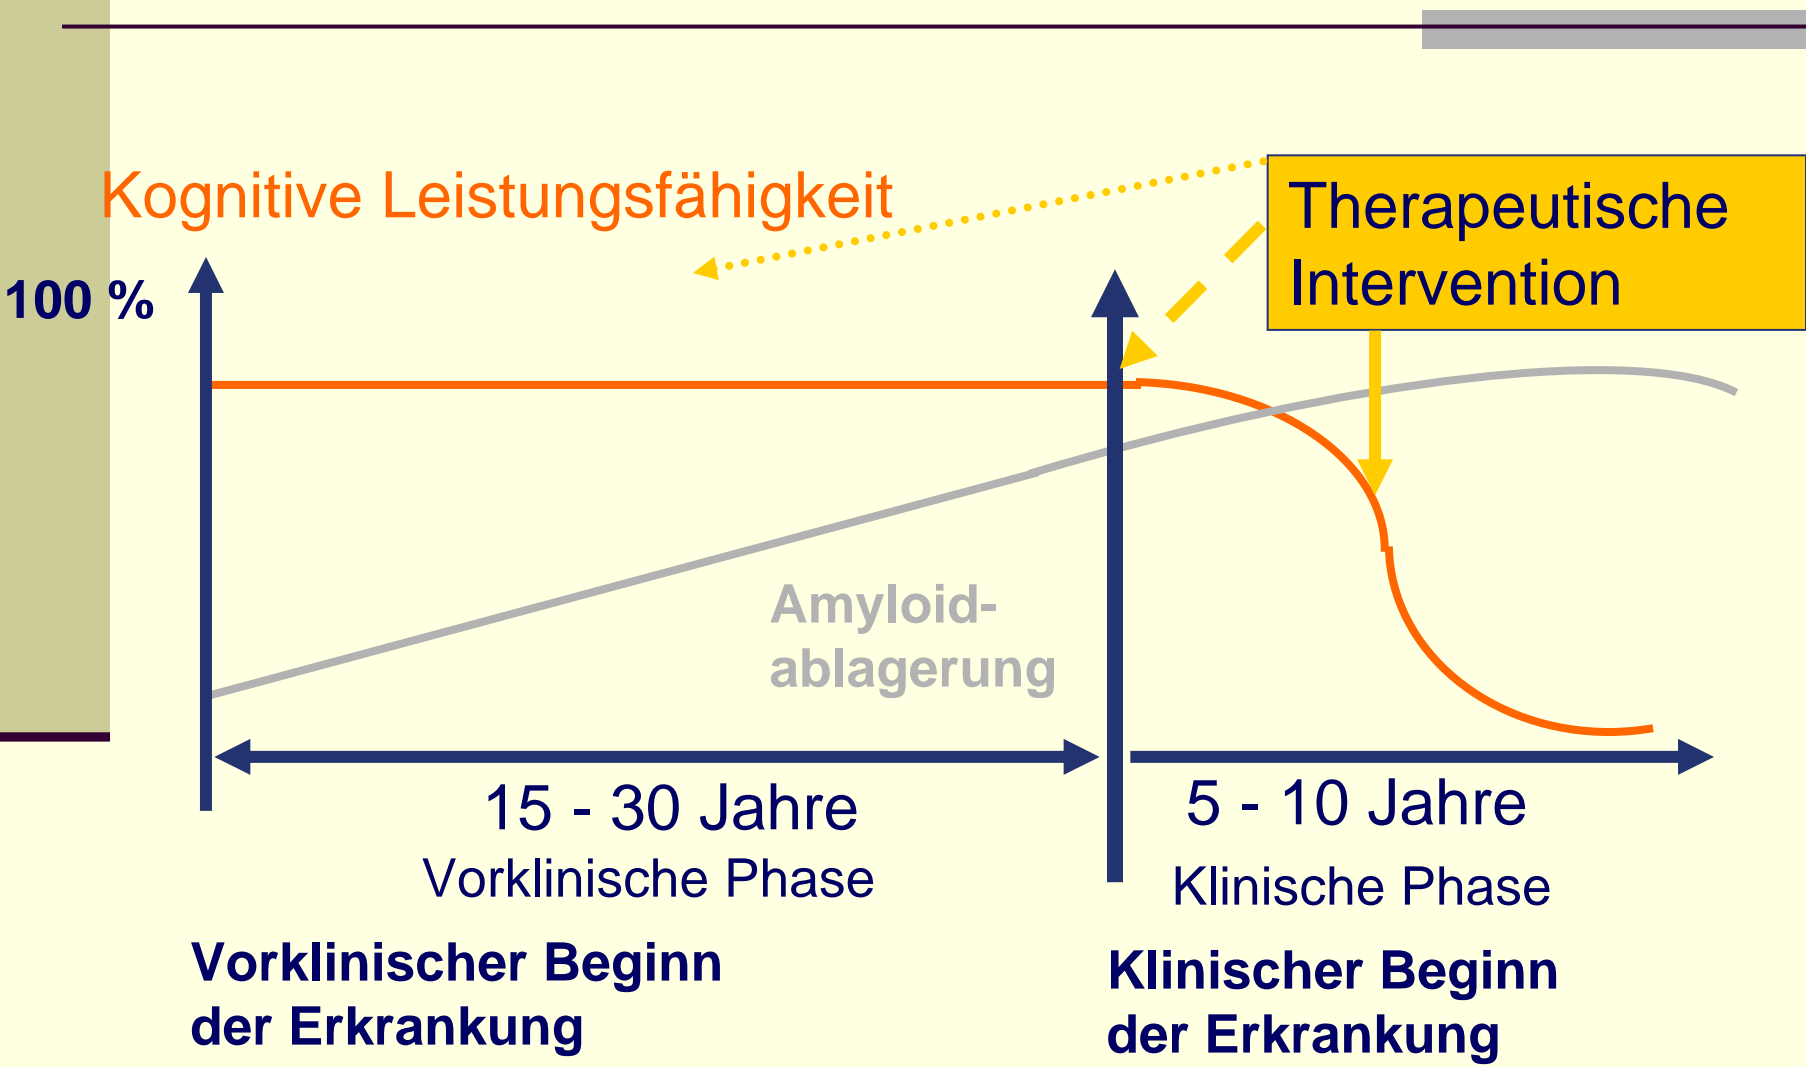 Kognitive Leistungsfähigkeit
Therapeutische
Intervention
100 %
Amyloid-
ablagerung
15 - 30 Jahre
5 - 10 Jahre
Vorklinische Phase
Klinische Phase
Vorklinischer Beginn
der Erkrankung
Klinischer Beginn
der Erkrankung